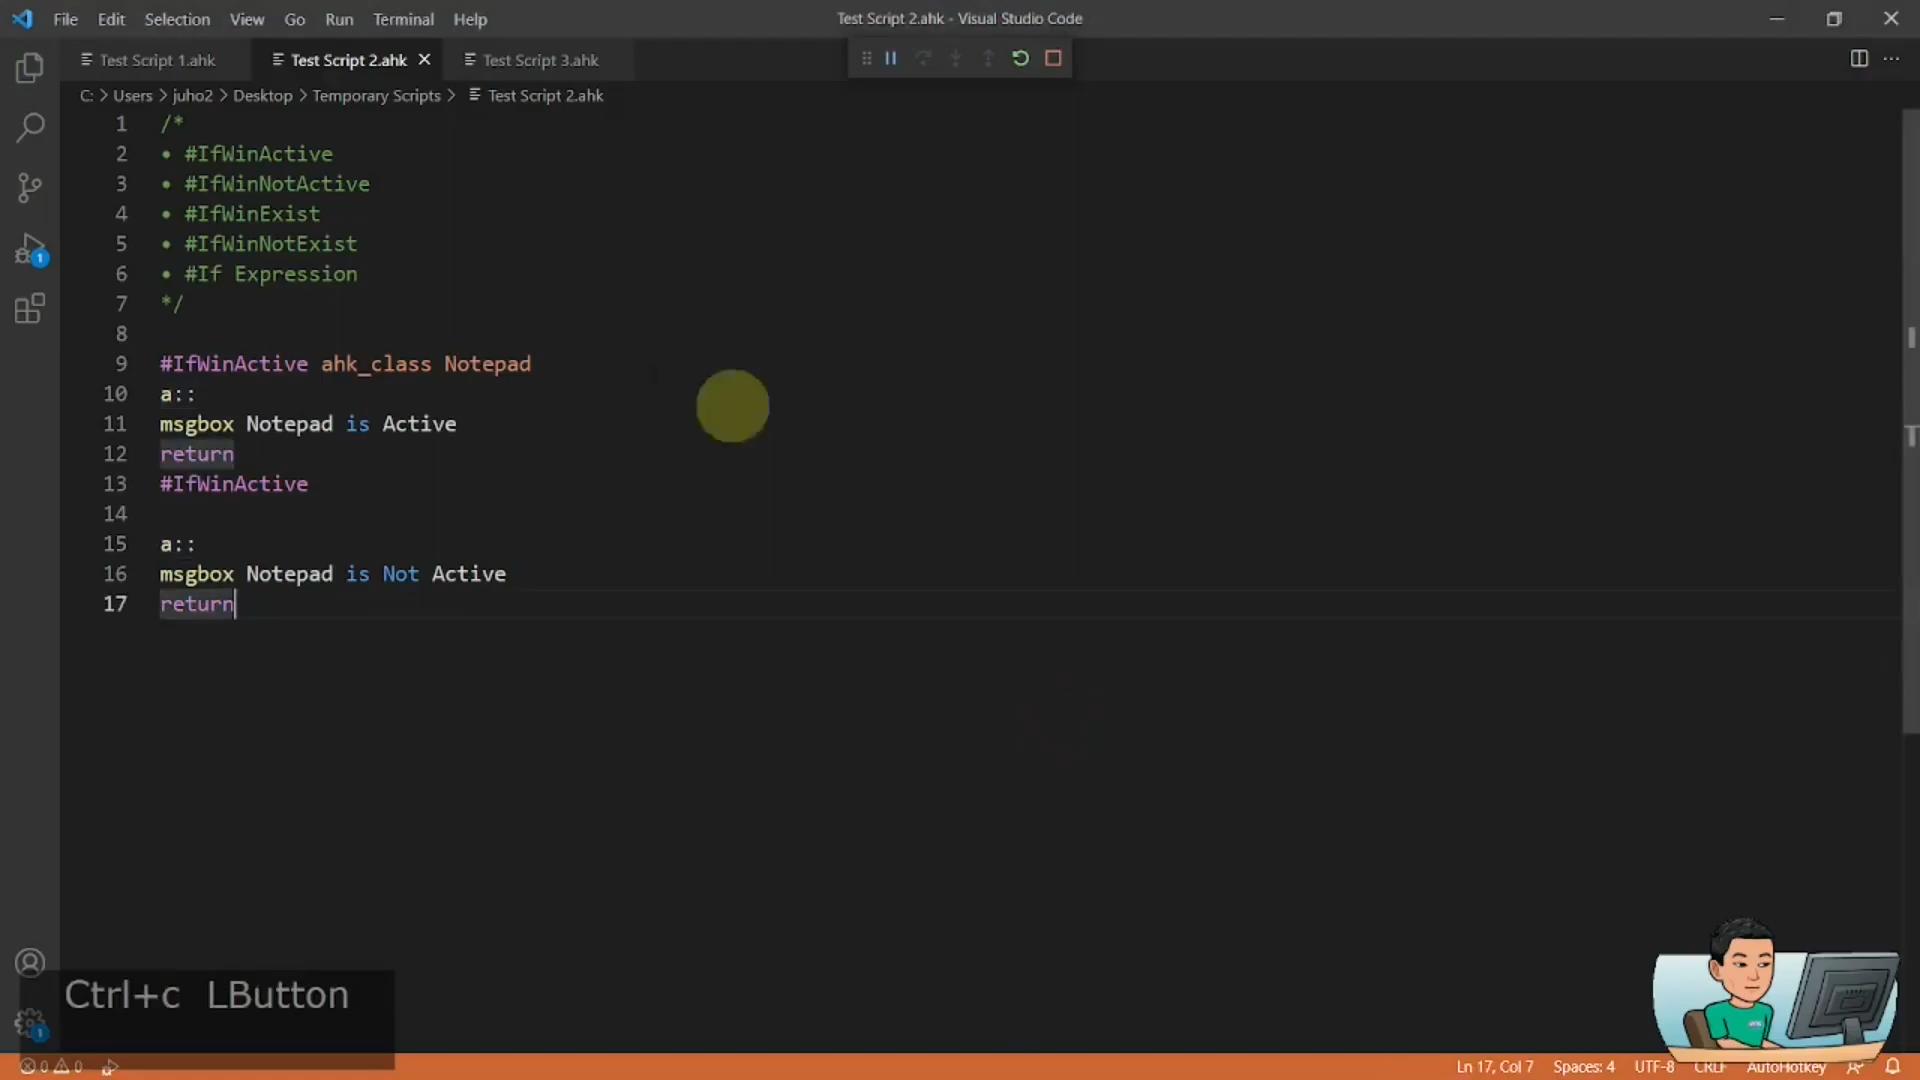 File Edit Selection View Go Run Terminal Help
Test Script 2.ahk - Visual Studio Code
Test Script 1.ahk
Test Script 2.ahk
Test Script 3.ahk
C: > Users > juho2 > Desktop > Temporary Scripts > Test Script 2.ahk
1 /*
2 • #IfWinActive
3 • #IfWinNotActive
4 • #IfWinExist
5 • #IfWinNotExist
6 • #If Expression
7 */
8
9 #IfWinActive ahk_class Notepad
10 a::
11 msgbox Notepad is Active
12 return
13 #IfWinActive
14
15 a::
16 msgbox Notepad is Not Active
17 return
1
Ctrl+c LButton
1
0 0
Ln 17, Col 7 Spaces: 4 UTF-8 CRLF AutoHotkey